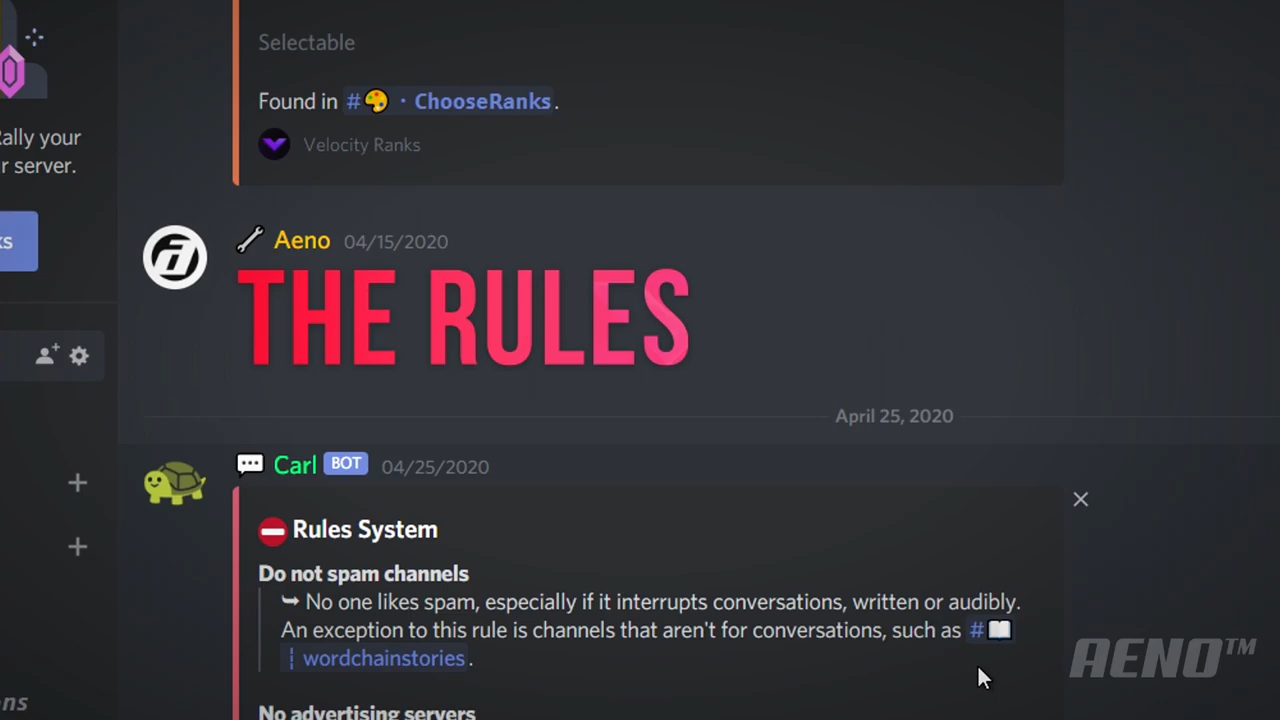 Selectable
Found in #🎨 · ChooseRanks.
Velocity Ranks
ally your
r server.
Aeno 04/15/2020
THE RULES
April 25, 2020
Carl BOT 04/25/2020
Rules System
Do not spam channels
↪ No one likes spam, especially if it interrupts conversations, written or audibly.
An exception to this rule is channels that aren't for conversations, such as #📖
┆ wordchainstories.
No advertising servers
AENO™